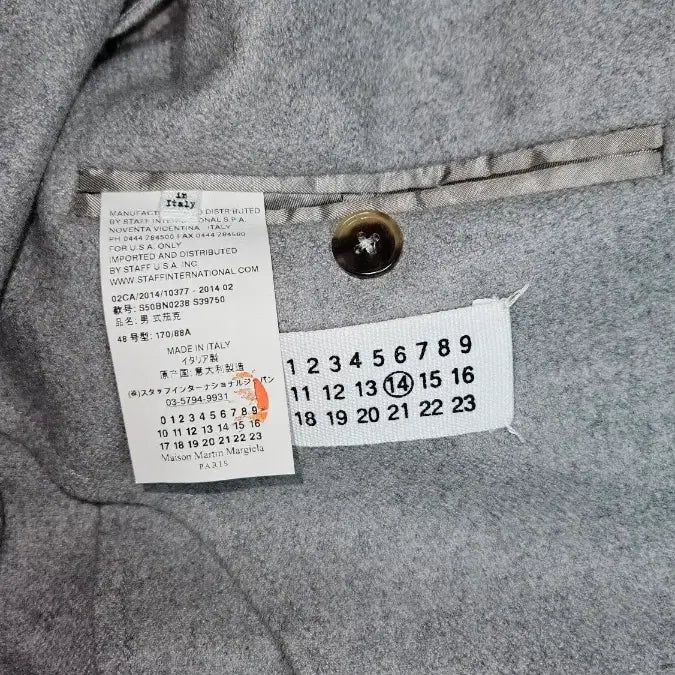 in
Italy
MANUFACT D DISTRIBUTED
BY STAFF INTERNATIONAL S.P.A.
NOVENTA VICENTINA ITALY
PH 0444 784500 FAX 0444 784500
FOR U.S.A. ONLY
IMPORTED AND DISTRIBUTED
BY STAFF U.S.A. INC.
WWW.STAFFINTERNATIONAL.COM
02CA/2014/10377 - 2014 02
款号: S50BN0238 S39750
品名: 男式茄克
48 号型: 170/88A
MADE IN ITALY
イタリア製
原产国: 意大利製造
(株)スタッフインターナショナルジャパン
03-5794-9931
0 1 2 3 4 5 6 7 8 9
10 11 12 13 14 15 16
17 18 19 20 21 22 23
Maison Martin Margiela
PARIS
1 2 3 4 5 6 7 8 9
11 12 13 14 15 16
18 19 20 21 22 23